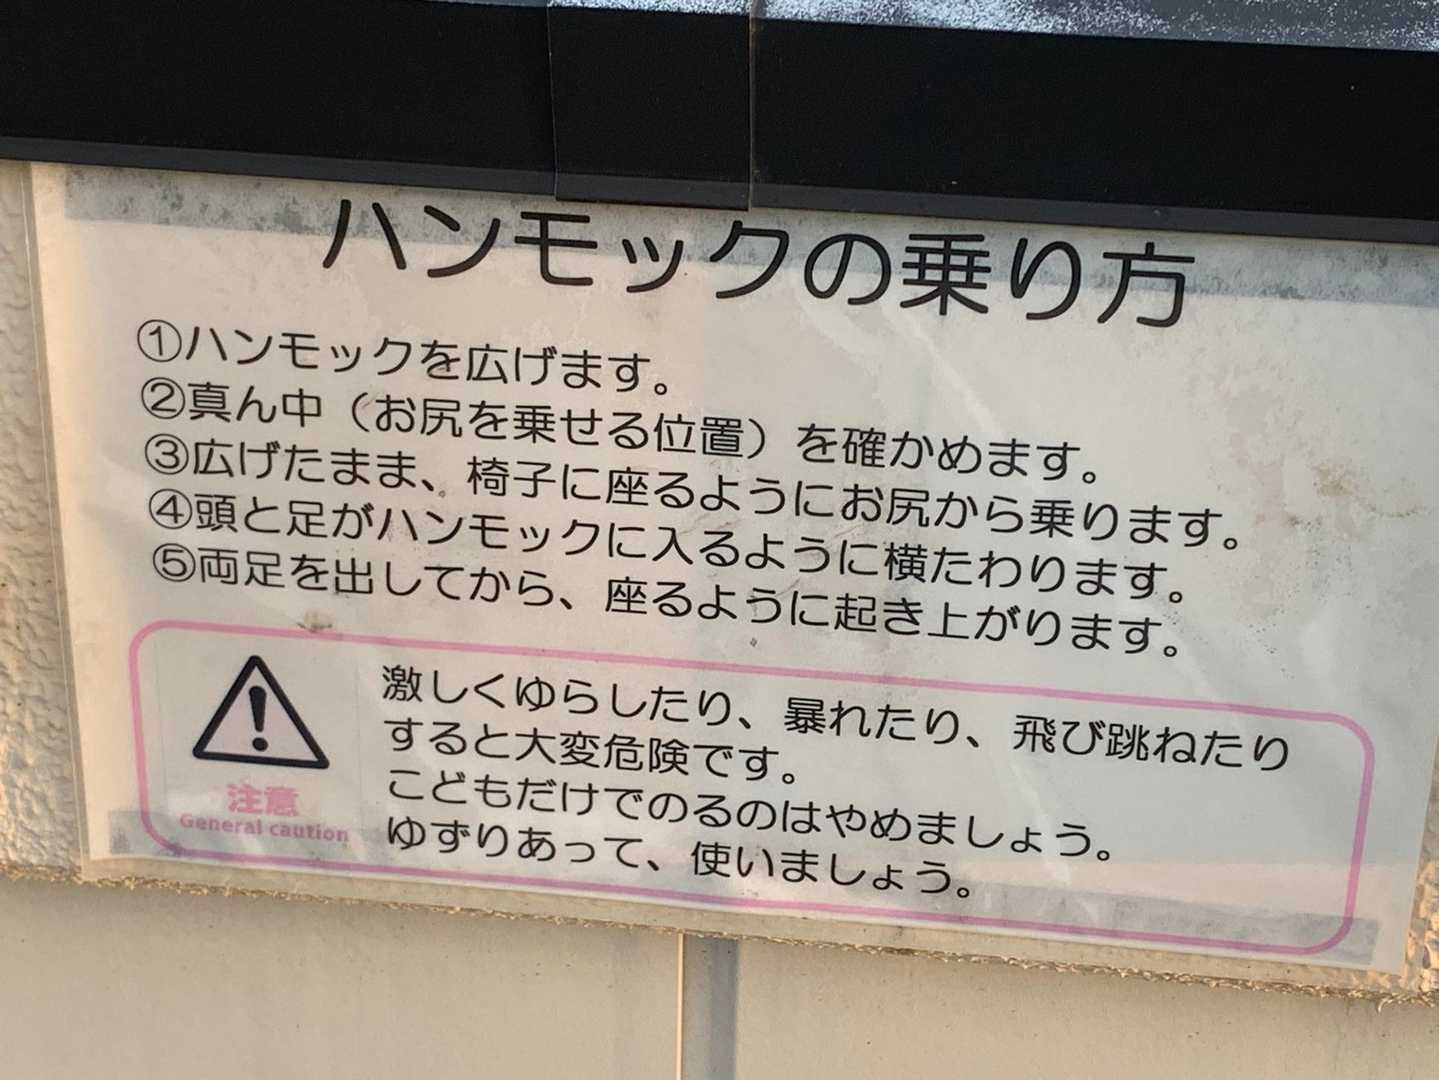 ハンモックの乗り方
①ハンモックを広げます。
②真ん中（お尻を乗せる位置）を確かめます。
③広げたまま、椅子に座るようにお尻から乗ります。
④頭と足がハンモックに入るように横たわります。
⑤両足を出してから、座るように起き上がります。
激しくゆらしたり、暴れたり、飛び跳ねたり
すると大変危険です。
こどもだけでのるのはやめましょう。
ゆずりあって、使いましょう。
注意
General caution